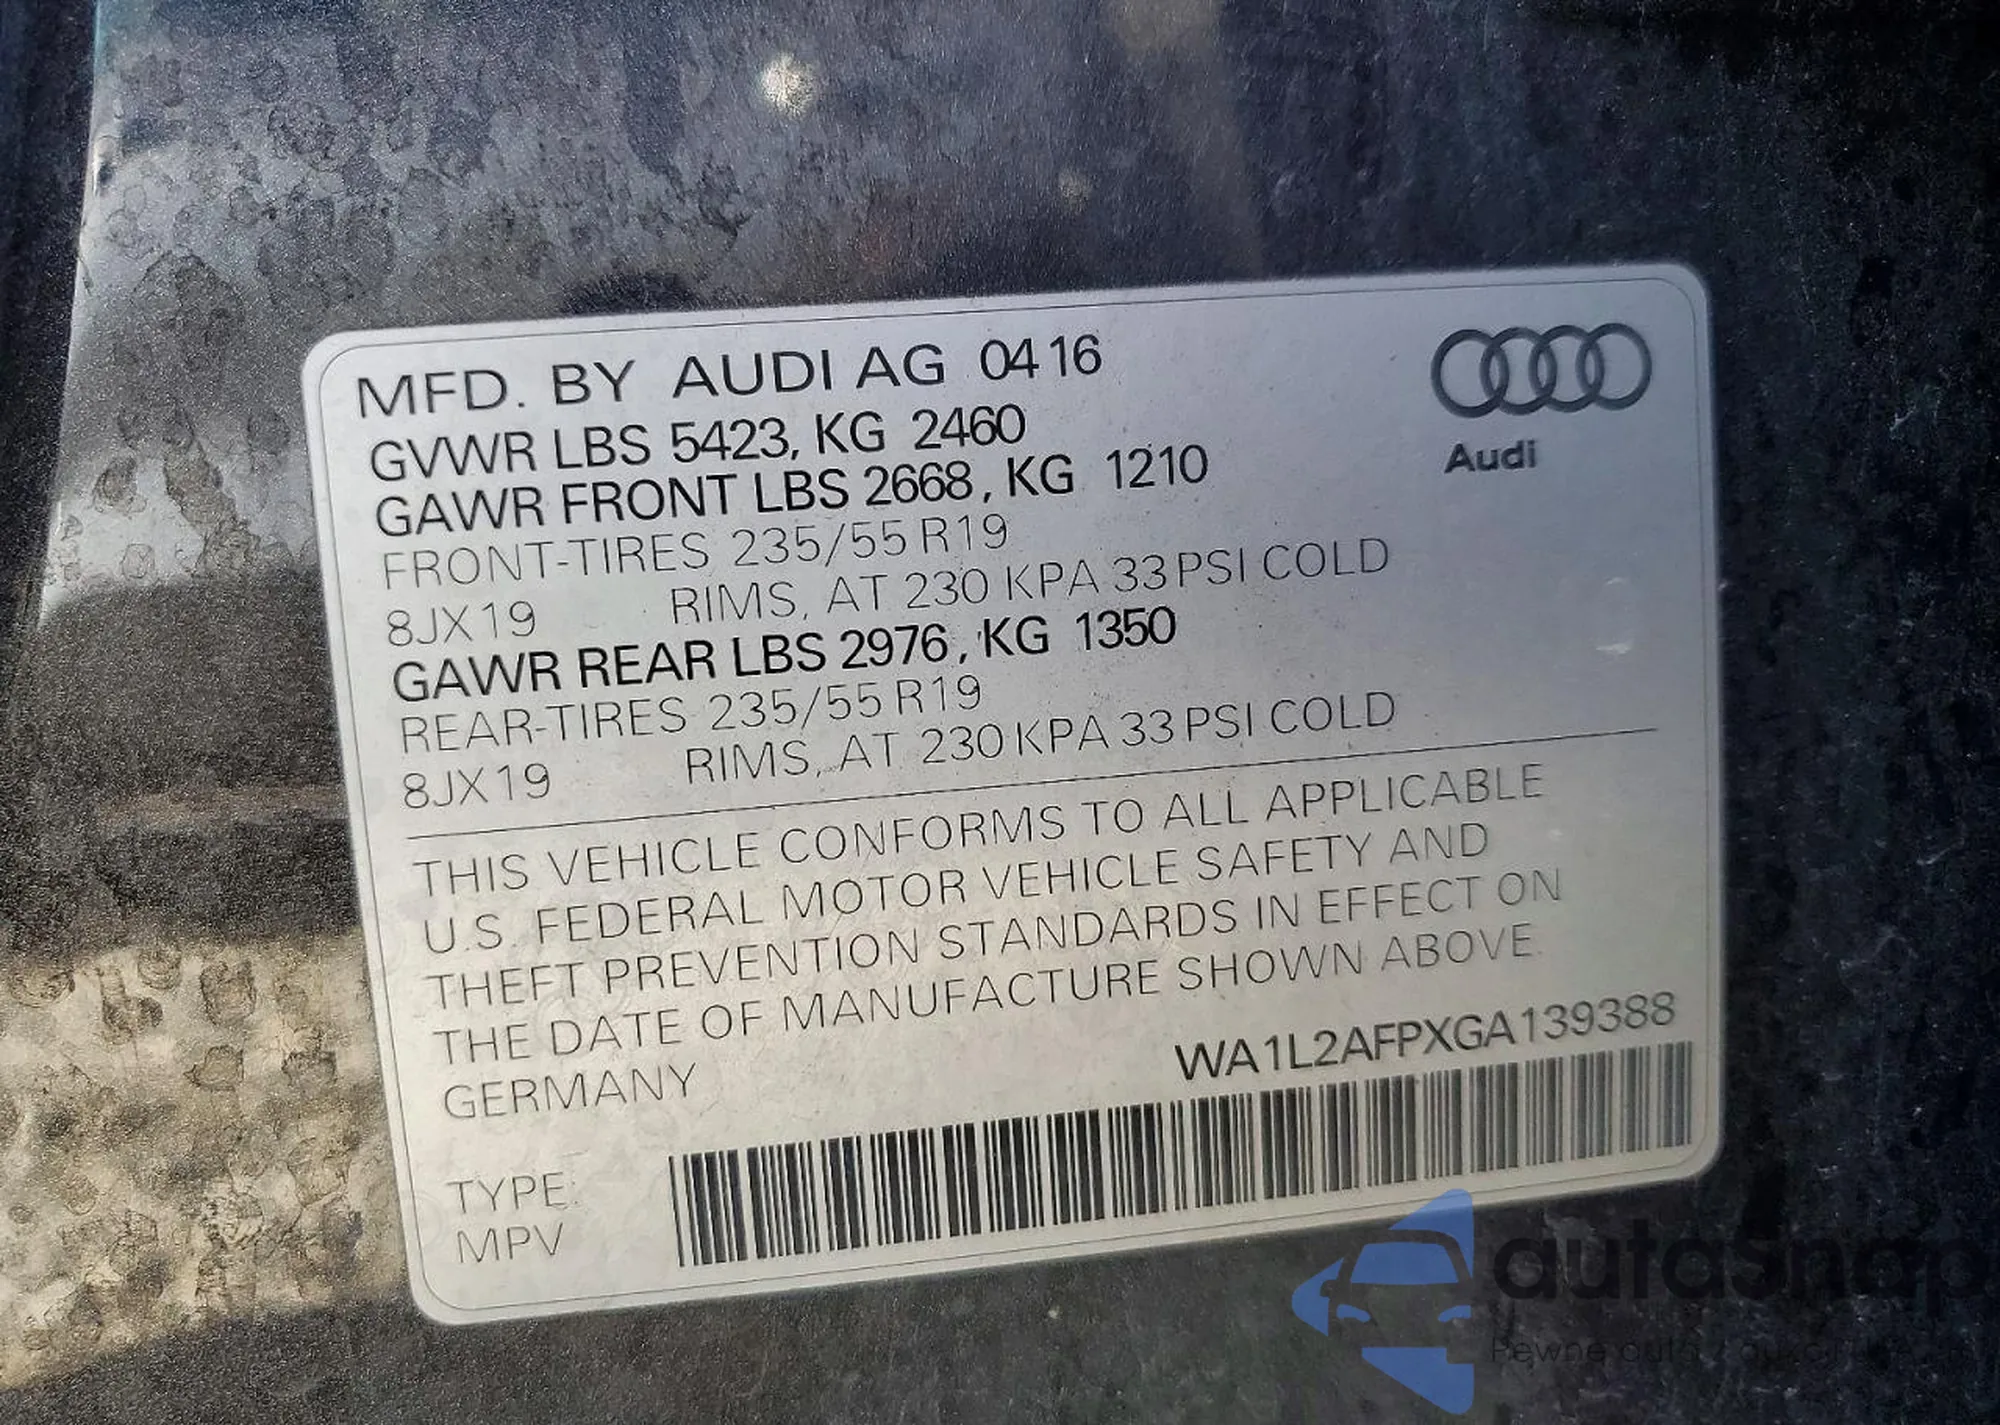 MFD. BY AUDI AG 04 16
GVWR LBS 5423, KG 2460
GAWR FRONT LBS 2668, KG 1210
FRONT-TIRES 235/55 R19
8JX19 RIMS, AT 230 KPA 33 PSI COLD
GAWR REAR LBS 2976, KG 1350
REAR-TIRES 235/55 R19
8JX19 RIMS, AT 230 KPA 33 PSI COLD
Audi
THIS VEHICLE CONFORMS TO ALL APPLICABLE
U.S. FEDERAL MOTOR VEHICLE SAFETY AND
THEFT PREVENTION STANDARDS IN EFFECT ON
THE DATE OF MANUFACTURE SHOWN ABOVE.
GERMANY
WA1L2AFPXGA139388
TYPE:
MPV
autasnap
Pewne auta z aukcji